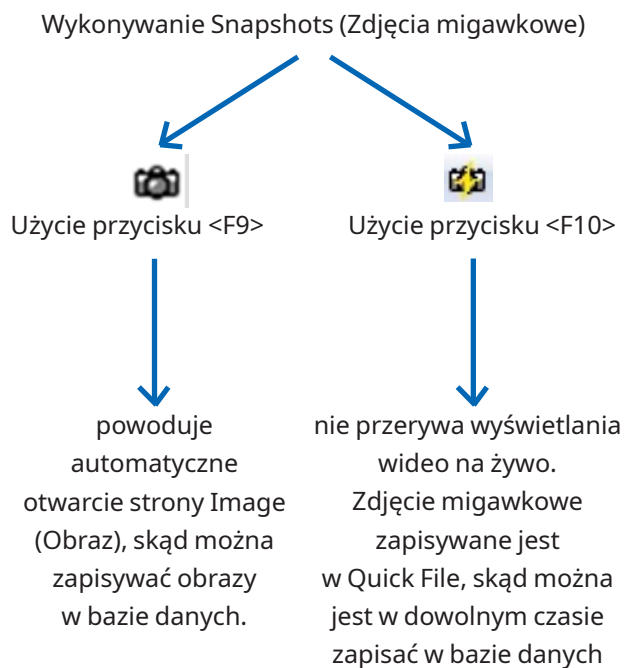 Wykonywanie Snapshots (Zdjęcia migawkowe)
Użycie przycisku <F9>
Użycie przycisku <F10>
powoduje
automatyczne
otwarcie strony Image
(Obraz), skąd można
zapisywać obrazy
w bazie danych.
nie przerywa wyświetlania
wideo na żywo.
Zdjęcie migawkowe
zapisywane jest
w Quick File, skąd można
jest w dowolnym czasie
zapisać w bazie danych